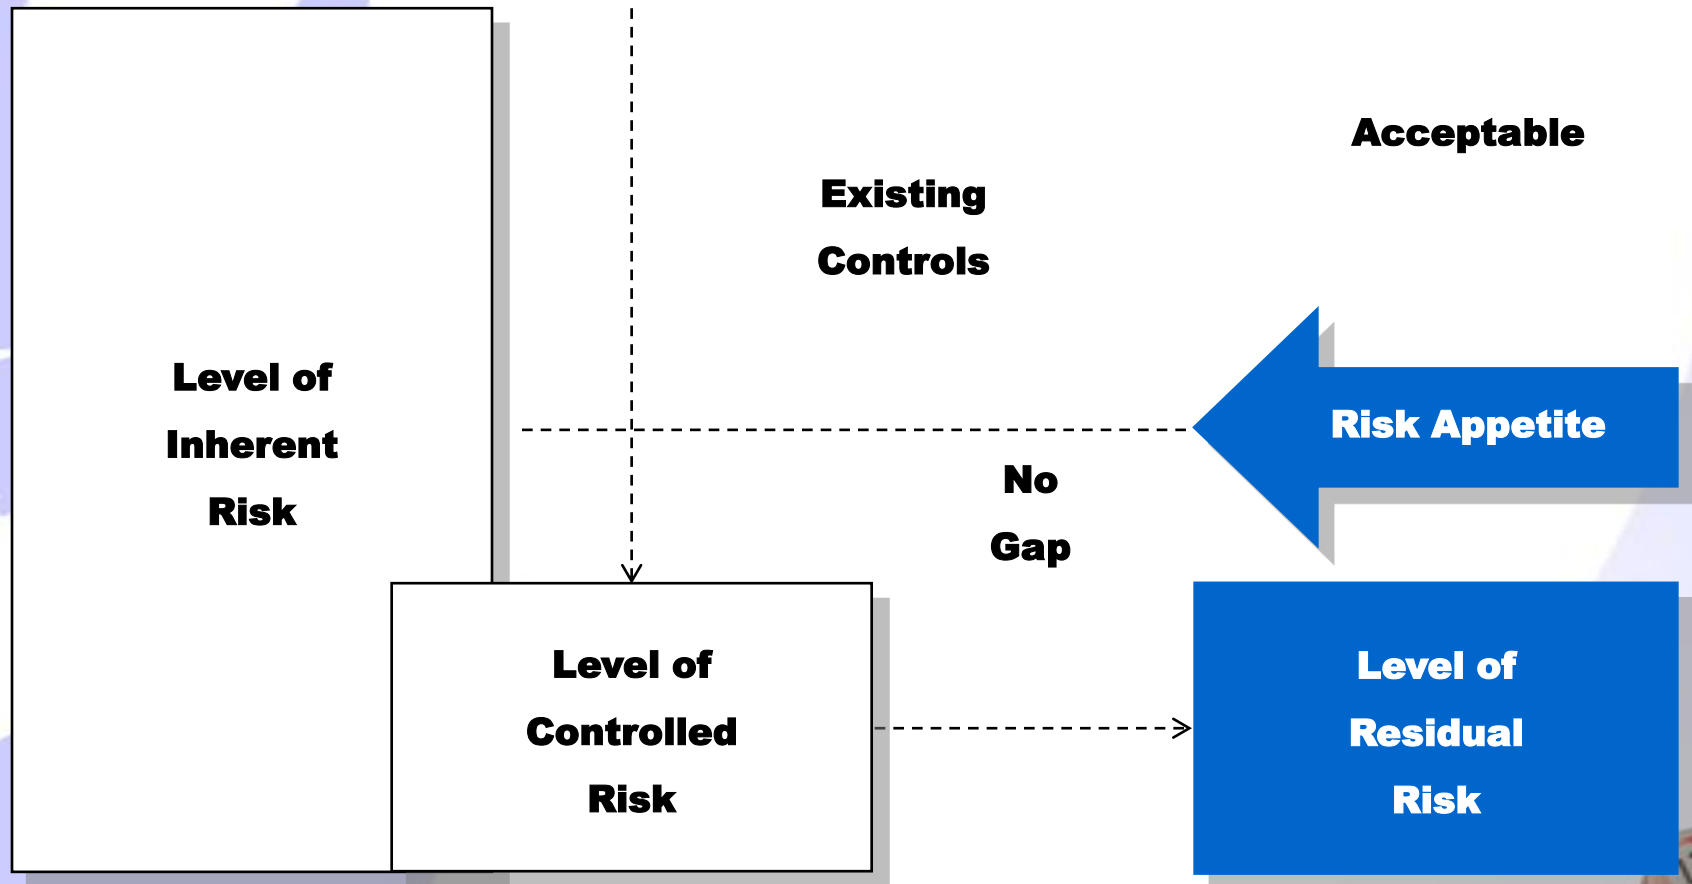 Acceptable
Existing
Controls
Level of
Inherent
Risk
Risk Appetite
No
Gap
Level of
Controlled
Risk
Level of
Residual
Risk